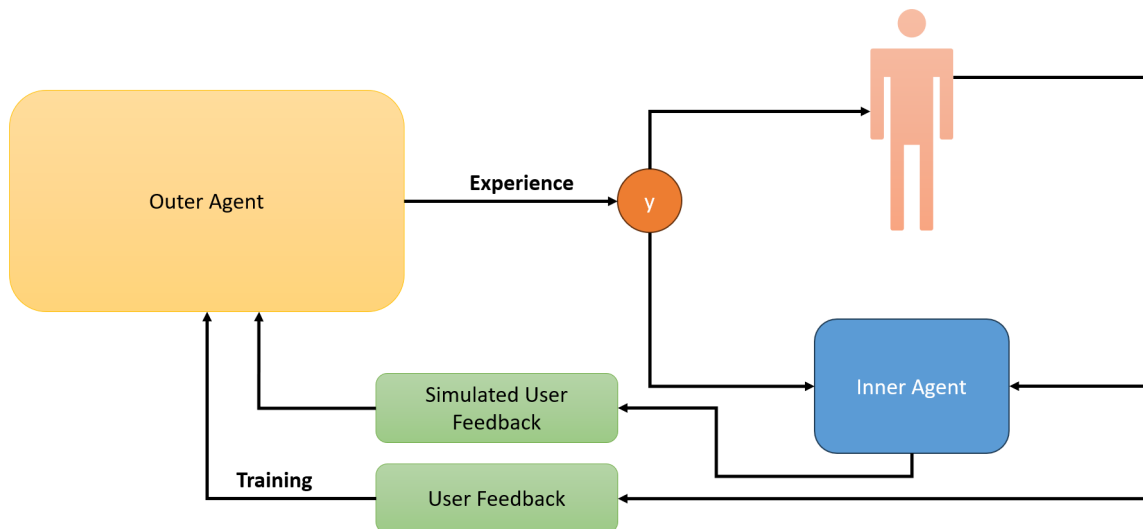 Outer Agent
Experience
y
Inner Agent
Simulated User
Feedback
Training
User Feedback